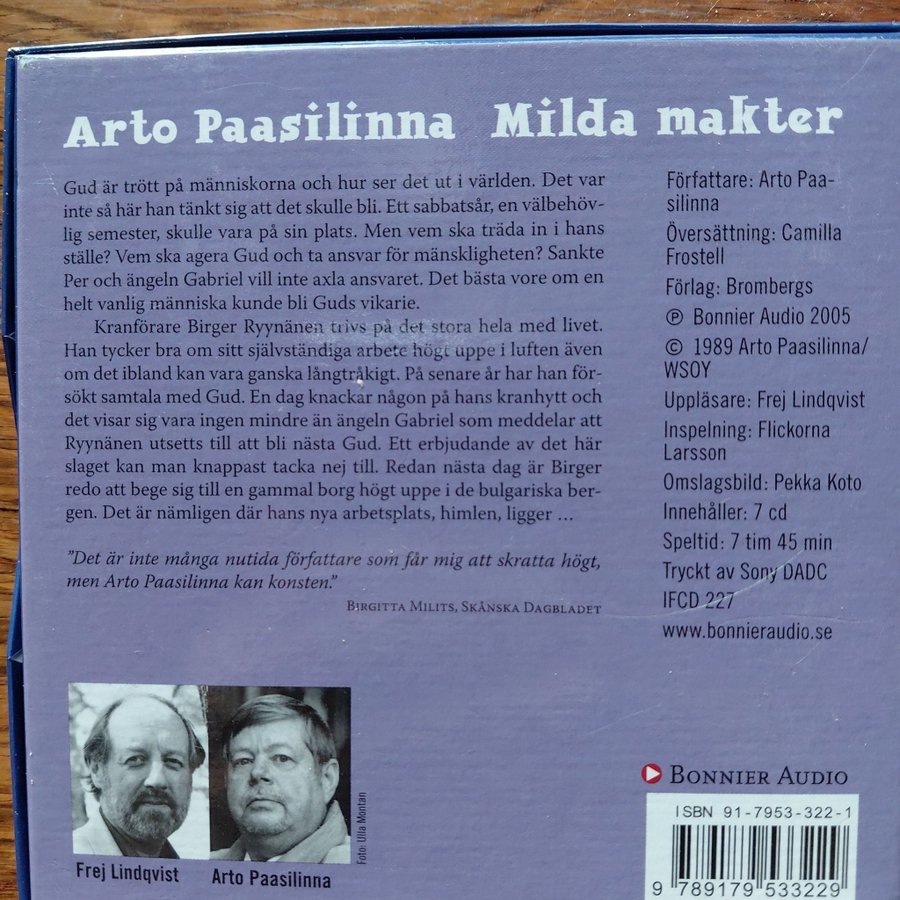 Arto Paasilinna Milda makter
Gud är trött på människorna och hur ser det ut i världen. Det var
inte så här han tänkt sig att det skulle bli. Ett sabbatsår, en välbehöv-
lig semester, skulle vara på sin plats. Men vem ska träda in i hans
ställe? Vem ska agera Gud och ta ansvar för mänskligheten? Sankte
Per och ängeln Gabriel vill inte axla ansvaret. Det bästa vore om en
helt vanlig människa kunde bli Guds vikarie.
Kranförare Birger Ryynänen trivs på det stora hela med livet.
Han tycker bra om sitt självständiga arbete högt uppe i luften även
om det ibland kan vara ganska långtråkigt. På senare år har han för-
sökt samtala med Gud. En dag knackar någon på hans kranhytt och
det visar sig vara ingen mindre än ängeln Gabriel som meddelar att
Ryynänen utsetts till att bli nästa Gud. Ett erbjudande av det här
slaget kan man knappast tacka nej till. Redan nästa dag är Birger
redo att bege sig till en gammal borg högt uppe i de bulgariska ber-
gen. Det är nämligen där hans nya arbetsplats, himlen, ligger ...
"Det är inte många nutida författare som får mig att skratta högt,
men Arto Paasilinna kan konsten."
Birgitta Milits, Skånska Dagbladet
Författare: Arto Paa-
silinna
Översättning: Camilla
Frostell
Förlag: Brombergs
℗ Bonnier Audio 2005
© 1989 Arto Paasilinna/
WSOY
Uppläsare: Frej Lindqvist
Inspelning: Flickorna
Larsson
Omslagsbild: Pekka Koto
Innehåller: 7 cd
Speltid: 7 tim 45 min
Tryckt av Sony DADC
IFCD 227
www.bonnieraudio.se
Foto: Ulla Montan
Frej Lindqvist Arto Paasilinna
Bonnier Audio
ISBN 91-7953-322-1
9 789179 533229